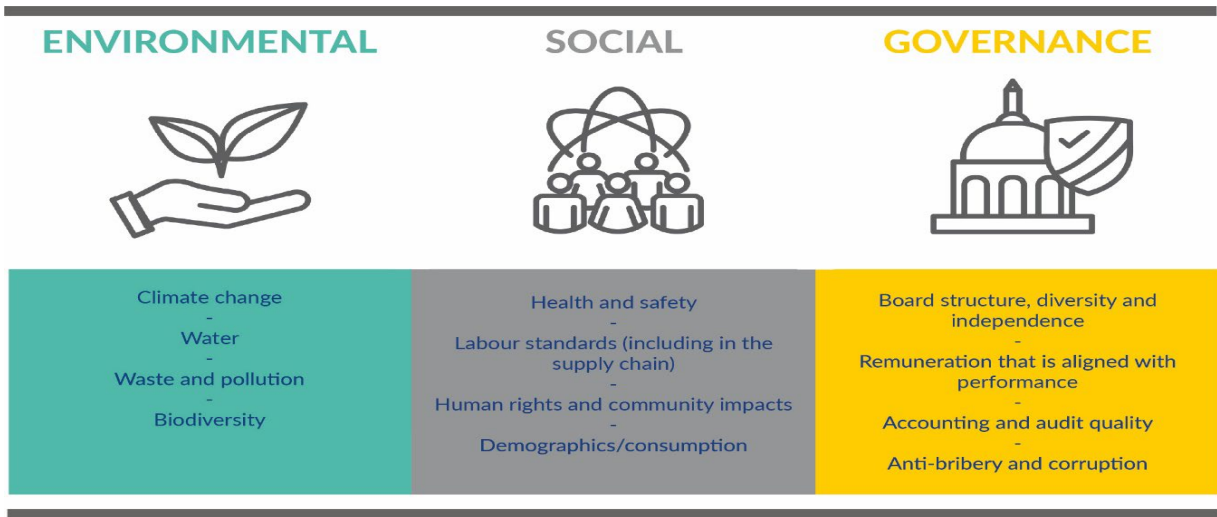 ENVIRONMENTAL
SOCIAL
GOVERNANCE
Climate change
-
Water
-
Waste and pollution
-
Biodiversity
Health and safety
-
Labour standards (including in the
supply chain)
-
Human rights and community impacts
-
Demographics/consumption
Board structure, diversity and
independence
-
Remuneration that is aligned with
performance
-
Accounting and audit quality
-
Anti-bribery and corruption